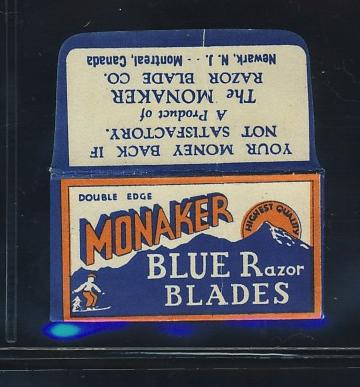 YOUR MONEY BACK IF
NOT SATISFACTORY.
A Product of
The MONAKER
RAZOR BLADE CO.
Newark, N. J. - - Montreal, Canada
DOUBLE EDGE
MONAKER
HIGHEST QUALITY
BLUE Razor
BLADES